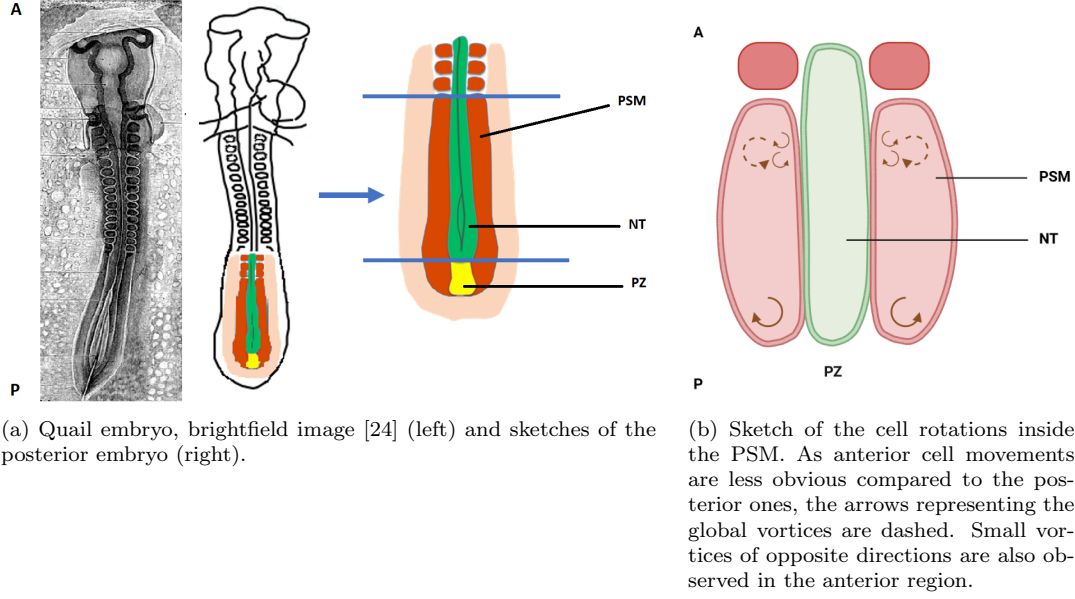 A
PSM
NT
PZ
P
(a) Quail embryo, brightfield image [24] (left) and sketches of the
posterior embryo (right).
A
PSM
NT
PZ
P
(b) Sketch of the cell rotations inside
the PSM. As anterior cell movements
are less obvious compared to the pos-
terior ones, the arrows representing the
global vortices are dashed. Small vor-
tices of opposite directions are also ob-
served in the anterior region.